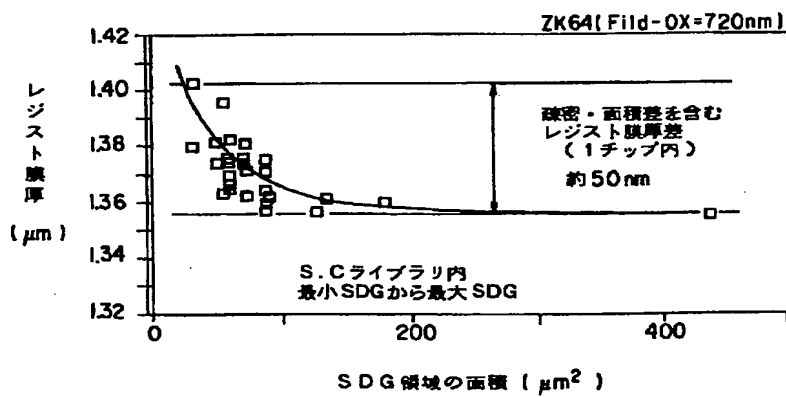 ZK64(Fild-OX=720nm)
1.42
1.40
1.38
1.36
1.34
1.32
レジスト膜厚
(μm)
疎密・面積差を含む
レジスト膜厚差
(1チップ内)
約50nm
S.Cライブラリ内
最小SDGから最大SDG
0
200
400
SDG領域の面積 (μm²)